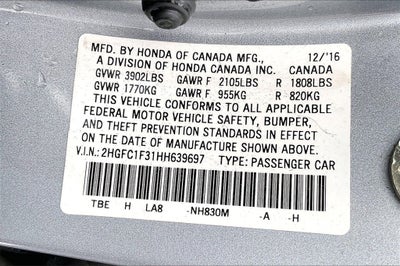 MFD. BY HONDA OF CANADA MFG., 12/'16
A DIVISION OF HONDA CANADA INC. CANADA
GVWR 3902LBS GAWR F 2105LBS R 1808LBS
GVWR 1770KG GAWR F 955KG R 820KG
THIS VEHICLE CONFORMS TO ALL APPLICABLE
FEDERAL MOTOR VEHICLE SAFETY, BUMPER,
AND THEFT PREVENTION STANDARDS IN EFFECT
ON THE DATE OF MANUFACTURE SHOWN ABOVE.
V.I.N.: 2HGFC1F31HH639697 TYPE: PASSENGER CAR
TBE H LA8 -NH830M -A -H